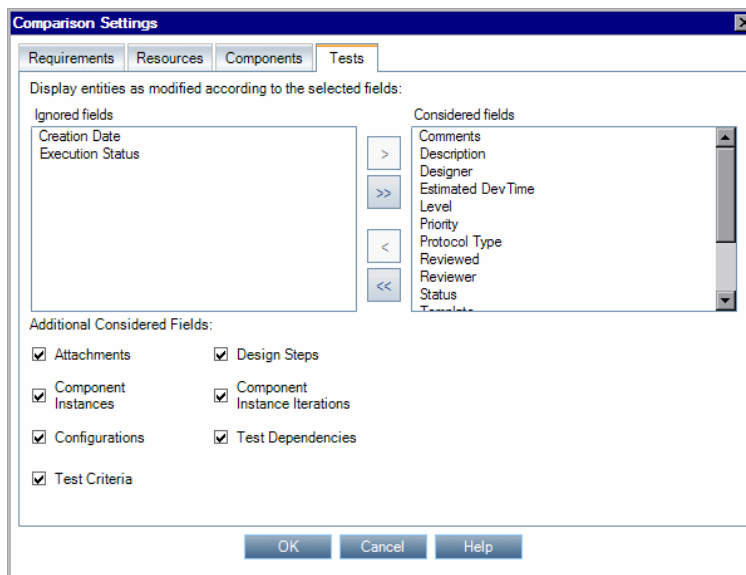 Comparison Settings
Requirements Resources Components Tests
Display entities as modified according to the selected fields:
Ignored fields
Considered fields
Creation Date
Execution Status
>
>>
<
<<
Comments
Description
Designer
Estimated DevTime
Level
Priority
Protocol Type
Reviewed
Reviewer
Status
Template
Additional Considered Fields:
Attachments
Design Steps
Component
Instances
Component
Instance Iterations
Configurations
Test Dependencies
Test Criteria
OK Cancel Help